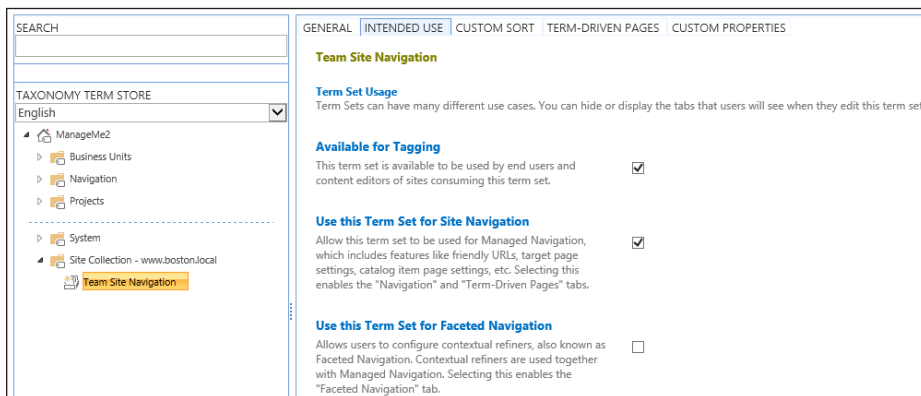 SEARCH
TAXONOMY TERM STORE
English
ManageMe2
Business Units
Navigation
Projects
System
Site Collection - www.boston.local
Team Site Navigation
GENERAL INTENDED USE CUSTOM SORT TERM-DRIVEN PAGES CUSTOM PROPERTIES
Team Site Navigation
Term Set Usage
Term Sets can have many different use cases. You can hide or display the tabs that users will see when they edit this term set
Available for Tagging
This term set is available to be used by end users and
content editors of sites consuming this term set.
Use this Term Set for Site Navigation
Allow this term set to be used for Managed Navigation,
which includes features like friendly URLs, target page
settings, catalog item page settings, etc. Selecting this
enables the "Navigation" and "Term-Driven Pages" tabs.
Use this Term Set for Faceted Navigation
Allows users to configure contextual refiners, also known as
Faceted Navigation. Contextual refiners are used together
with Managed Navigation. Selecting this enables the
"Faceted Navigation" tab.